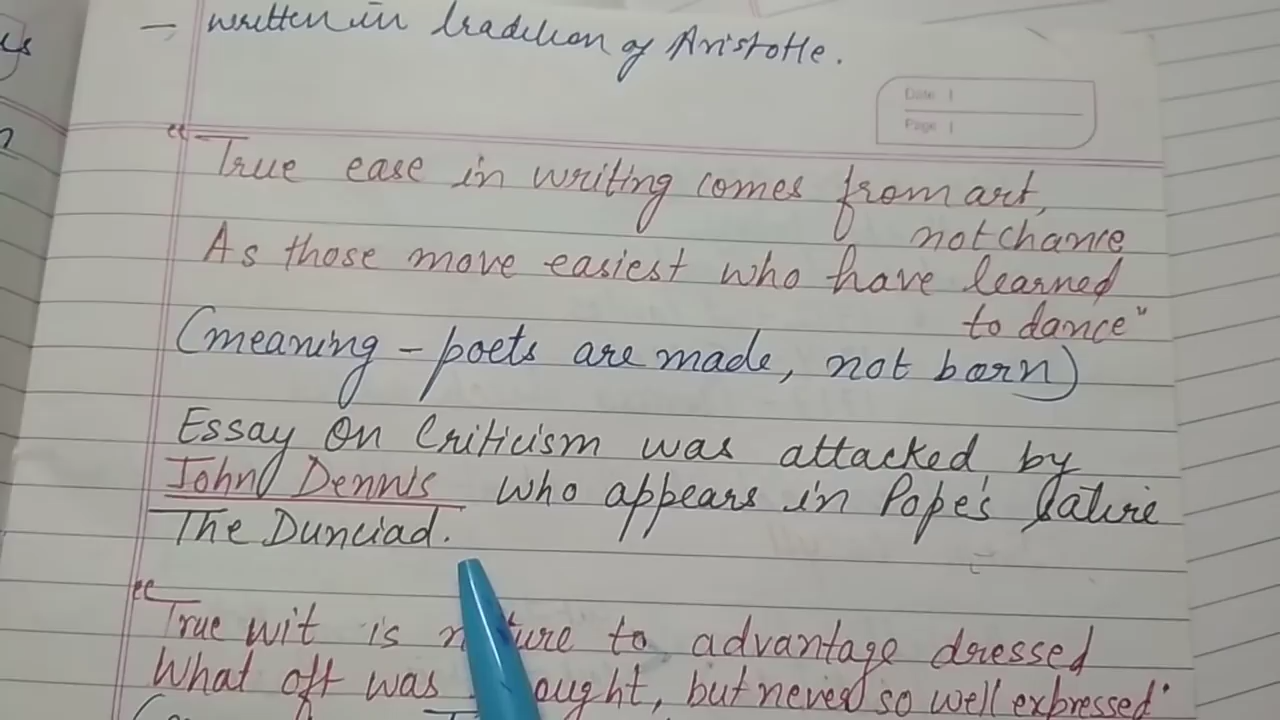 — written in tradition of Aristotle.
Date
Page
"True ease in writing comes from art,
not chance
As those move easiest who have learned
to dance"
(meaning – poets are made, not born)
Essay On Criticism was attacked by
John Dennis who appears in Pope's satire
The Dunciad.
"True wit is to advantage dressed
What oft was but never so well expressed"